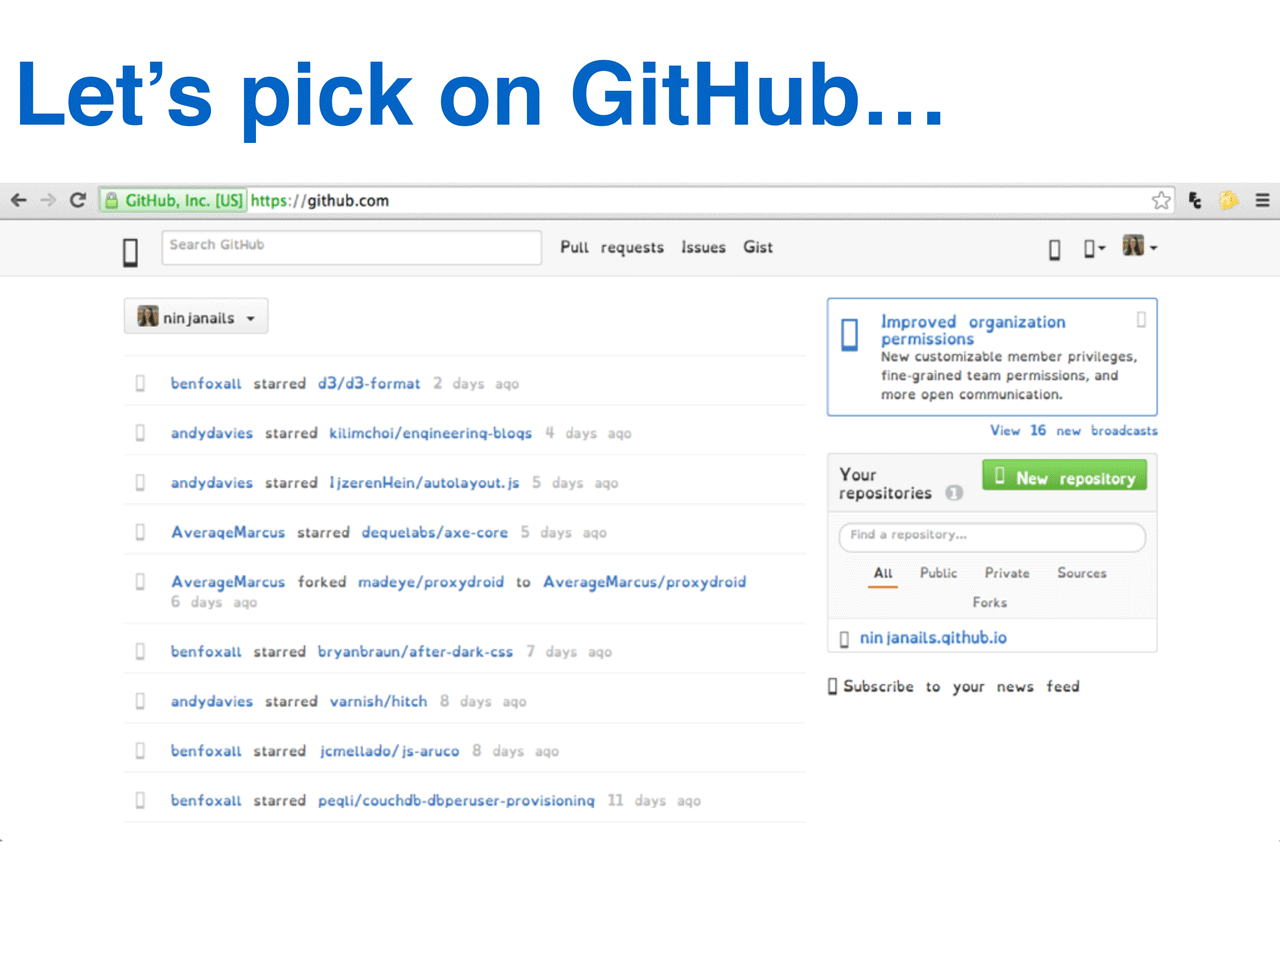 Let’s pick on GitHub…
GitHub, Inc. [US] https://github.com
Search GitHub Pull requests Issues Gist
ninjanails
benfoxall starred d3/d3-format 2 days ago
andydavies starred kilimchoi/engineering-blogs 4 days ago
andydavies starred IjzerenHein/autolayout.js 5 days ago
AverageMarcus starred dequelabs/axe-core 5 days ago
AverageMarcus forked madeye/proxydroid to AverageMarcus/proxydroid
6 days ago
benfoxall starred bryanbraun/after-dark-css 7 days ago
andydavies starred varnish/hitch 8 days ago
benfoxall starred jcmellado/js-aruco 8 days ago
benfoxall starred pegli/couchdb-dbperuser-provisioning 11 days ago
Improved organization
permissions
New customizable member privileges,
fine-grained team permissions, and
more open communication.
View 16 new broadcasts
Your
repositories 1
New repository
Find a repository...
All Public Private Sources
Forks
ninjanails.github.io
Subscribe to your news feed